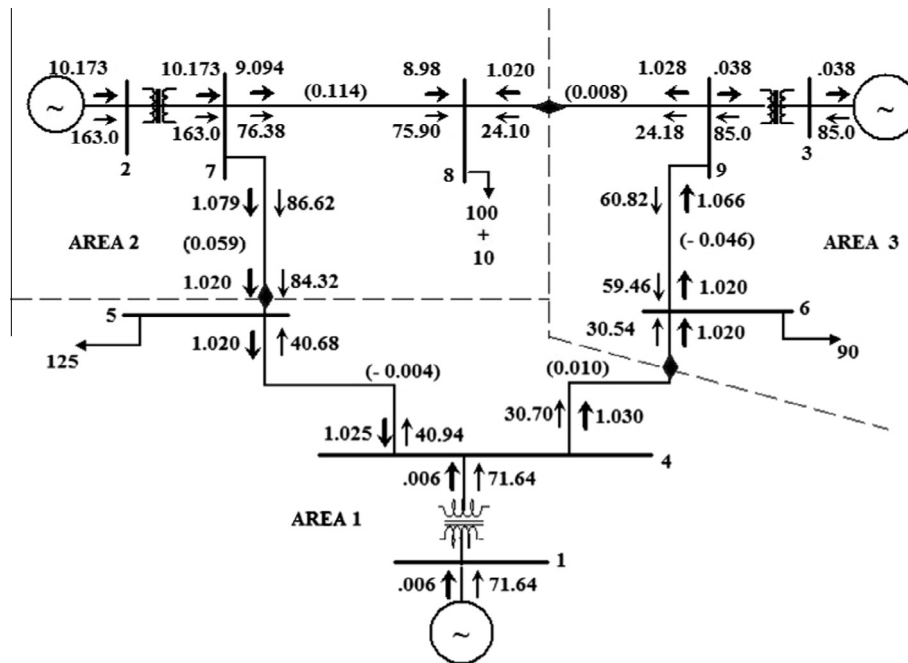 10.173 10.173 9.094 8.98 1.020 1.028 .038 .038
(0.114) (0.008)
~ ~
163.0 163.0 76.38 75.90 24.10 24.18 85.0 85.0
2 7 8 9 3
1.079 86.62 100 60.82 1.066
+
10
AREA 2 (0.059) (- 0.046) AREA 3
1.020 84.32 59.46 1.020
5 6
125 1.020 40.68 30.54 1.020 90
(- 0.004) (0.010)
1.025 40.94 30.70 1.030
4
.006 71.64
AREA 1
1
.006 71.64
~